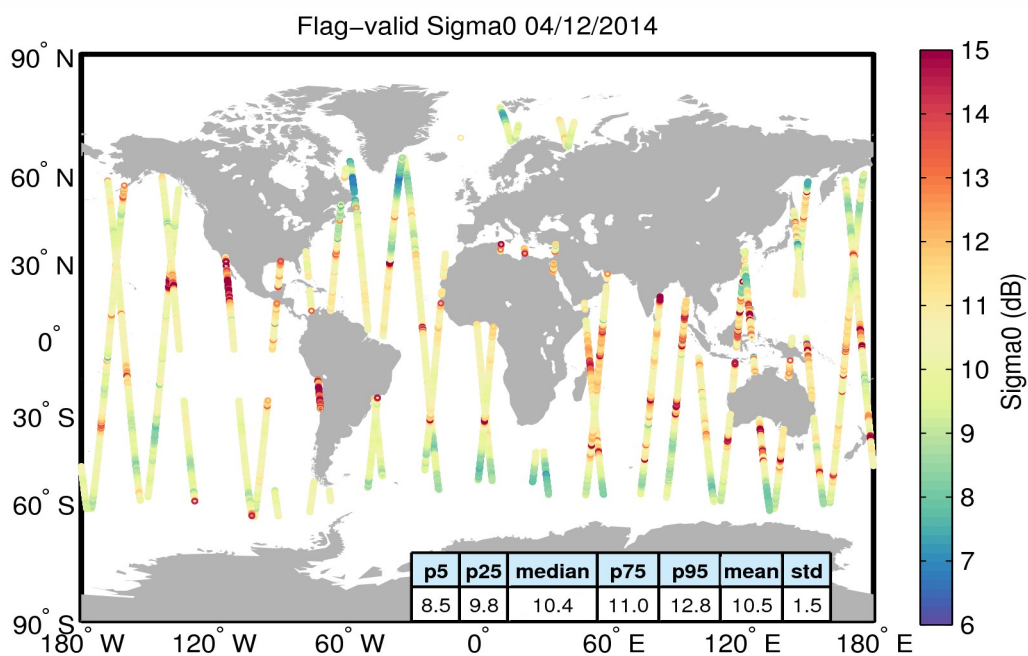 Flag−valid Sigma0 04/12/2014
90° N
60° N
30° N
0°
30° S
60° S
90° S
180° W
120° W
60° W
0°
60° E
120° E
180° E
p5 p25 median p75 p95 mean std
8.5 9.8 10.4 11.0 12.8 10.5 1.5
15
14
13
12
11
10
9
8
7
6
Sigma0 (dB)